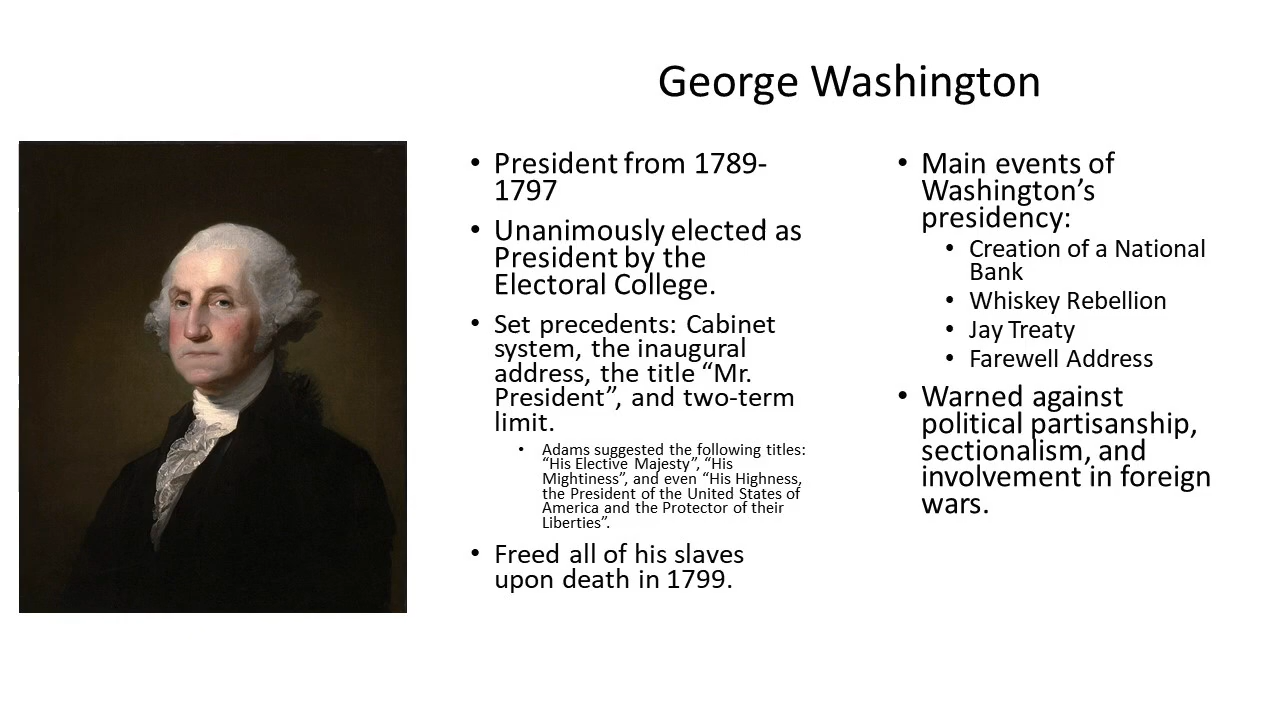 George Washington
• President from 1789-
1797
• Unanimously elected as
President by the
Electoral College.
• Set precedents: Cabinet
system, the inaugural
address, the title “Mr.
President”, and two-term
limit.
• Adams suggested the following titles:
“His Elective Majesty”, “His
Mightiness”, and even “His Highness,
the President of the United States of
America and the Protector of their
Liberties”.
• Freed all of his slaves
upon death in 1799.
• Main events of
Washington’s
presidency:
• Creation of a National
Bank
• Whiskey Rebellion
• Jay Treaty
• Farewell Address
• Warned against
political partisanship,
sectionalism, and
involvement in foreign
wars.